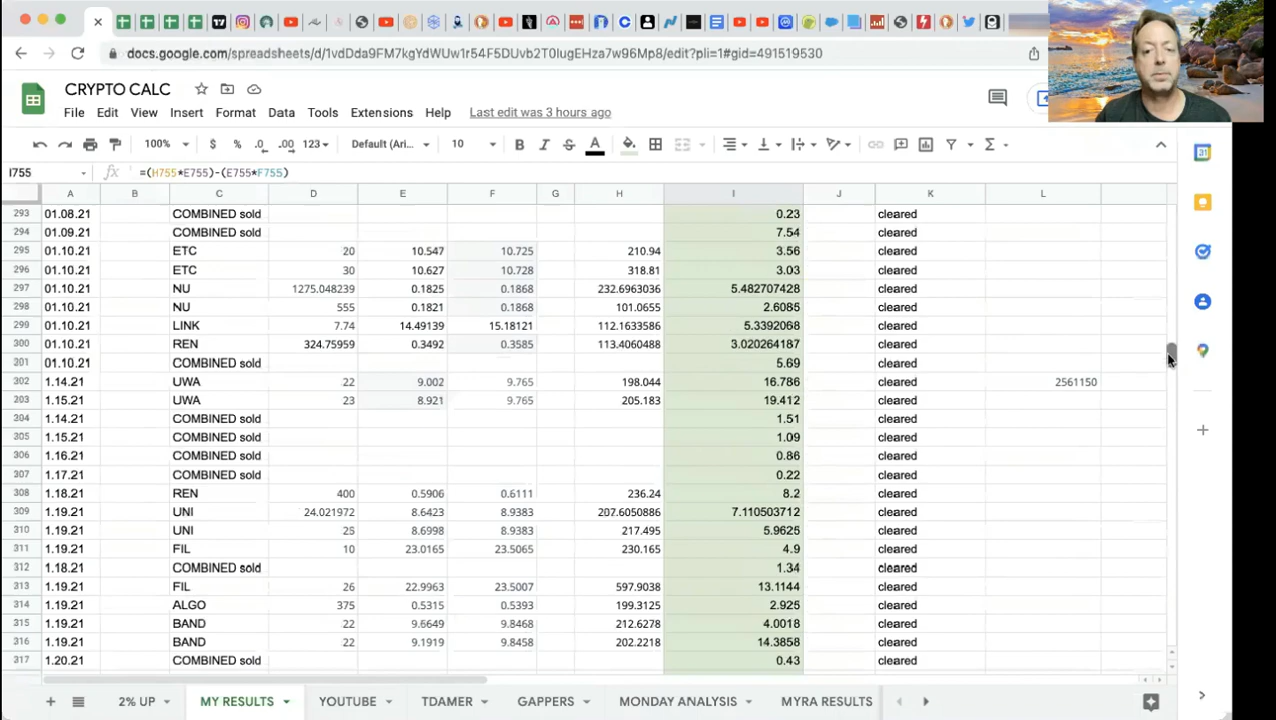 docs.google.com/spreadsheets/d/1vdDda9FM7kgYdWUw1r54F5DUvb2T0IugEHza7w96Mp8/edit?pli=1#gid=491519530
CRYPTO CALC
File Edit View Insert Format Data Tools Extensions Help Last edit was 3 hours ago
100% $ % .0 .00 123 Default (Ari... 10 B I S A
I755 fx =(H755*E755)-(E755*F755)
A B C D E F G H I J K L
293 01.08.21 COMBINED sold 0.23 cleared
294 01.09.21 COMBINED sold 7.54 cleared
295 01.10.21 ETC 20 10.547 10.725 210.94 3.56 cleared
296 01.10.21 ETC 30 10.627 10.728 318.81 3.03 cleared
297 01.10.21 NU 1275.048239 0.1825 0.1868 232.6963036 5.482707428 cleared
298 01.10.21 NU 555 0.1821 0.1868 101.0655 2.6085 cleared
299 01.10.21 LINK 7.74 14.49139 15.18121 112.1633586 5.3392068 cleared
300 01.10.21 REN 324.75959 0.3492 0.3585 113.4060488 3.020264187 cleared
301 01.10.21 COMBINED sold 5.69 cleared
302 1.14.21 UWA 22 9.002 9.765 198.044 16.786 cleared 2561150
303 1.15.21 UWA 23 8.921 9.765 205.183 19.412 cleared
304 1.14.21 COMBINED sold 1.51 cleared
305 1.15.21 COMBINED sold 1.09 cleared
306 1.16.21 COMBINED sold 0.86 cleared
307 1.17.21 COMBINED sold 0.22 cleared
308 1.18.21 REN 400 0.5906 0.6111 236.24 8.2 cleared
309 1.19.21 UNI 24.021972 8.6423 8.9383 207.6050886 7.110503712 cleared
310 1.19.21 UNI 25 8.6998 8.9383 217.495 5.9625 cleared
311 1.19.21 FIL 10 23.0165 23.5065 230.165 4.9 cleared
312 1.18.21 COMBINED sold 1.34 cleared
313 1.19.21 FIL 26 22.9963 23.5007 597.9038 13.1144 cleared
314 1.19.21 ALGO 375 0.5315 0.5393 199.3125 2.925 cleared
315 1.19.21 BAND 22 9.6649 9.8468 212.6278 4.0018 cleared
316 1.19.21 BAND 22 9.1919 9.8458 202.2218 14.3858 cleared
317 1.20.21 COMBINED sold 0.43 cleared
2% UP MY RESULTS YOUTUBE TDAMER GAPPERS MONDAY ANALYSIS MYRA RESULTS